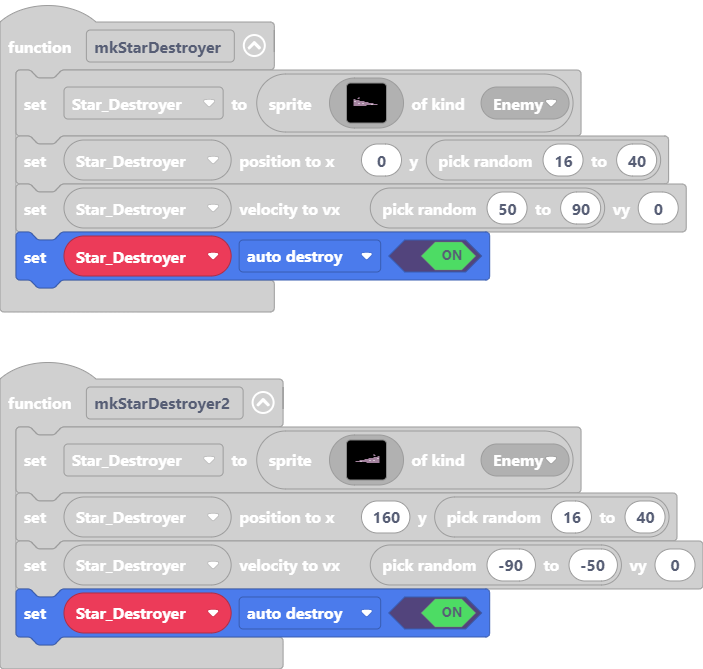 function mkStarDestroyer
set Star_Destroyer to sprite of kind Enemy
set Star_Destroyer position to x 0 y pick random 16 to 40
set Star_Destroyer velocity to vx pick random 50 to 90 vy 0
set Star_Destroyer auto destroy ON
function mkStarDestroyer2
set Star_Destroyer to sprite of kind Enemy
set Star_Destroyer position to x 160 y pick random 16 to 40
set Star_Destroyer velocity to vx pick random -90 to -50 vy 0
set Star_Destroyer auto destroy ON